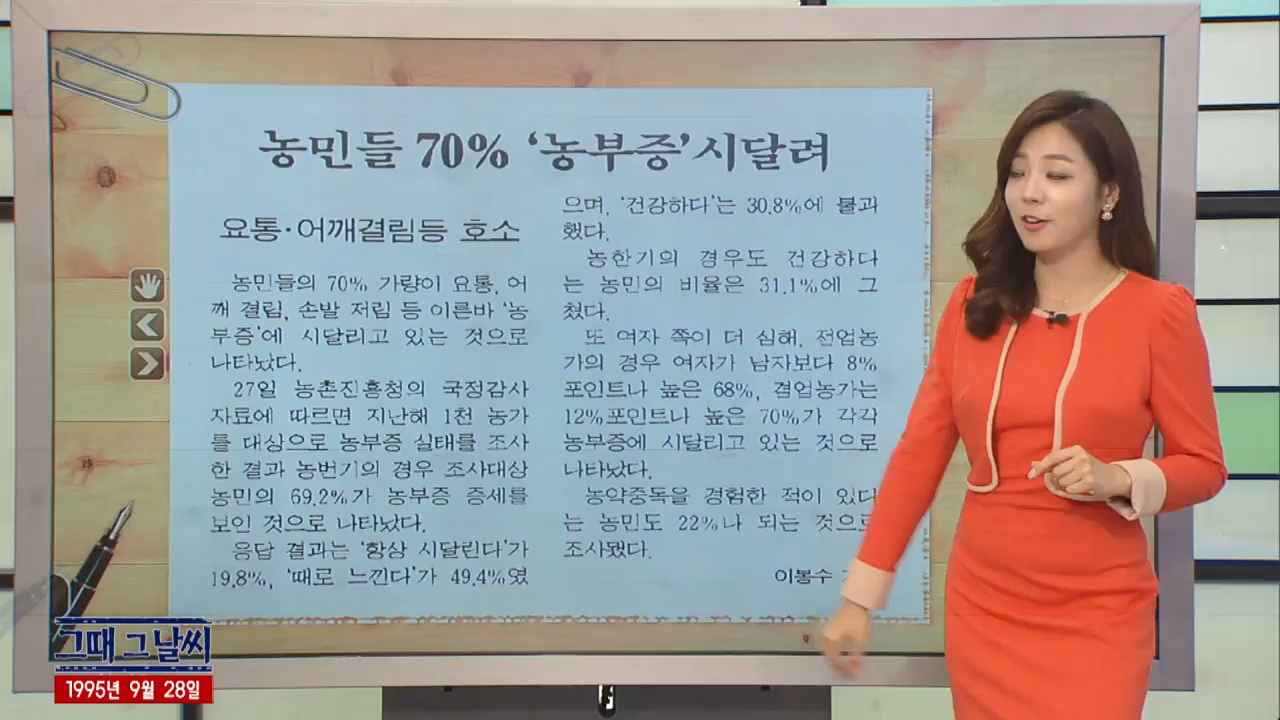 농민들 70% ‘농부증’시달려
요통·어깨결림등 호소
농민들의 70% 가량이 요통, 어
깨 결림, 손발 저림 등 이른바 ‘농
부증’에 시달리고 있는 것으로
나타났다.
27일 농촌진흥청의 국정감사
자료에 따르면 지난해 1천 농가
를 대상으로 농부증 실태를 조사
한 결과 농번기의 경우 조사대상
농민의 69.2%가 농부증 증세를
보인 것으로 나타났다.
응답 결과는 ‘항상 시달린다’가
19.8%, ‘때로 느낀다’가 49.4%였
으며, ‘건강하다’는 30.8%에 불과
했다.
농한기의 경우도 건강하다
는 농민의 비율은 31.1%에 그
쳤다.
또 여자 쪽이 더 심해, 전업농
가의 경우 여자가 남자보다 8%
포인트나 높은 68%, 겸업농가는
12%포인트나 높은 70%가 각각
농부증에 시달리고 있는 것으로
나타났다.
농약중독을 경험한 적이 있다
는 농민도 22%나 되는 것으로
조사됐다.
이봉수
그때 그 날씨
1995년 9월 28일